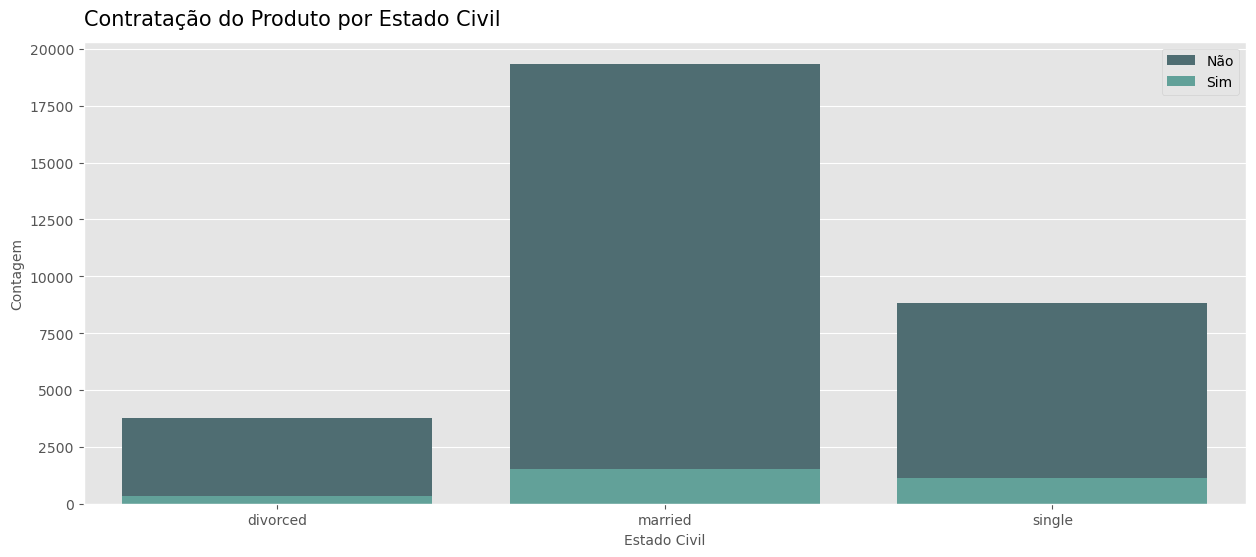 Contratação do Produto por Estado Civil
Não
Sim
Contagem
20000
17500
15000
12500
10000
7500
5000
2500
0
divorced
married
single
Estado Civil